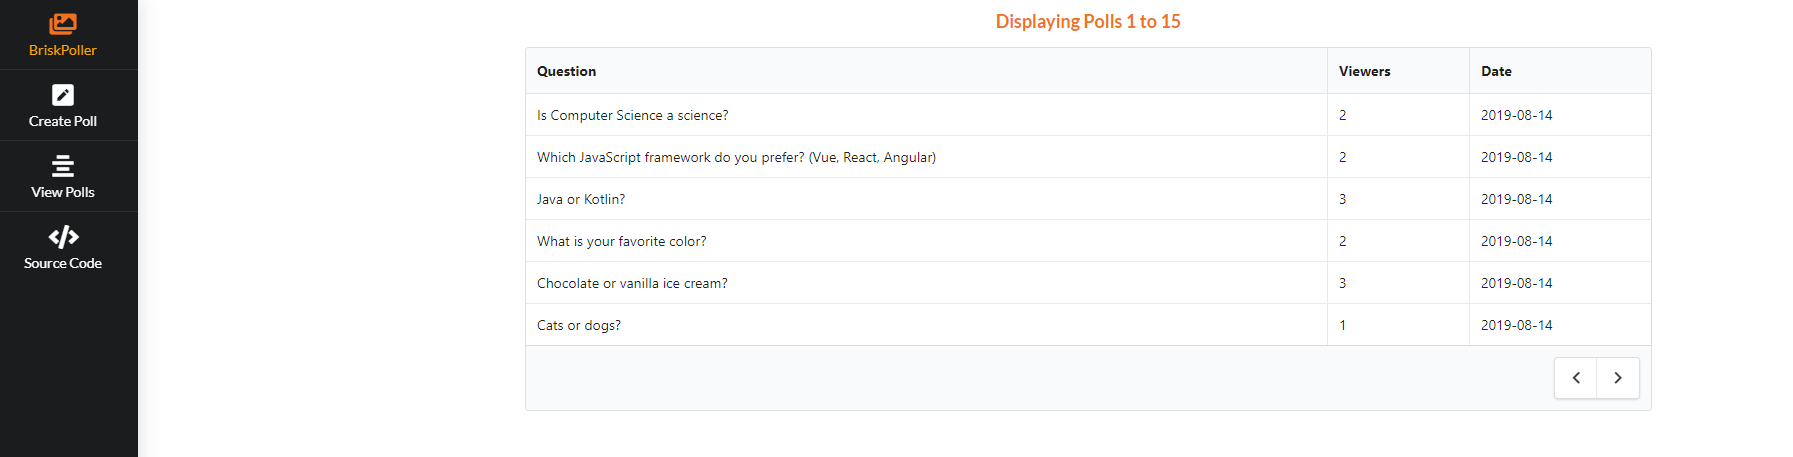 BriskPoller
Create Poll
View Polls
Source Code
Displaying Polls 1 to 15
Question Viewers Date
Is Computer Science a science? 2 2019-08-14
Which JavaScript framework do you prefer? (Vue, React, Angular) 2 2019-08-14
Java or Kotlin? 3 2019-08-14
What is your favorite color? 2 2019-08-14
Chocolate or vanilla ice cream? 3 2019-08-14
Cats or dogs? 1 2019-08-14